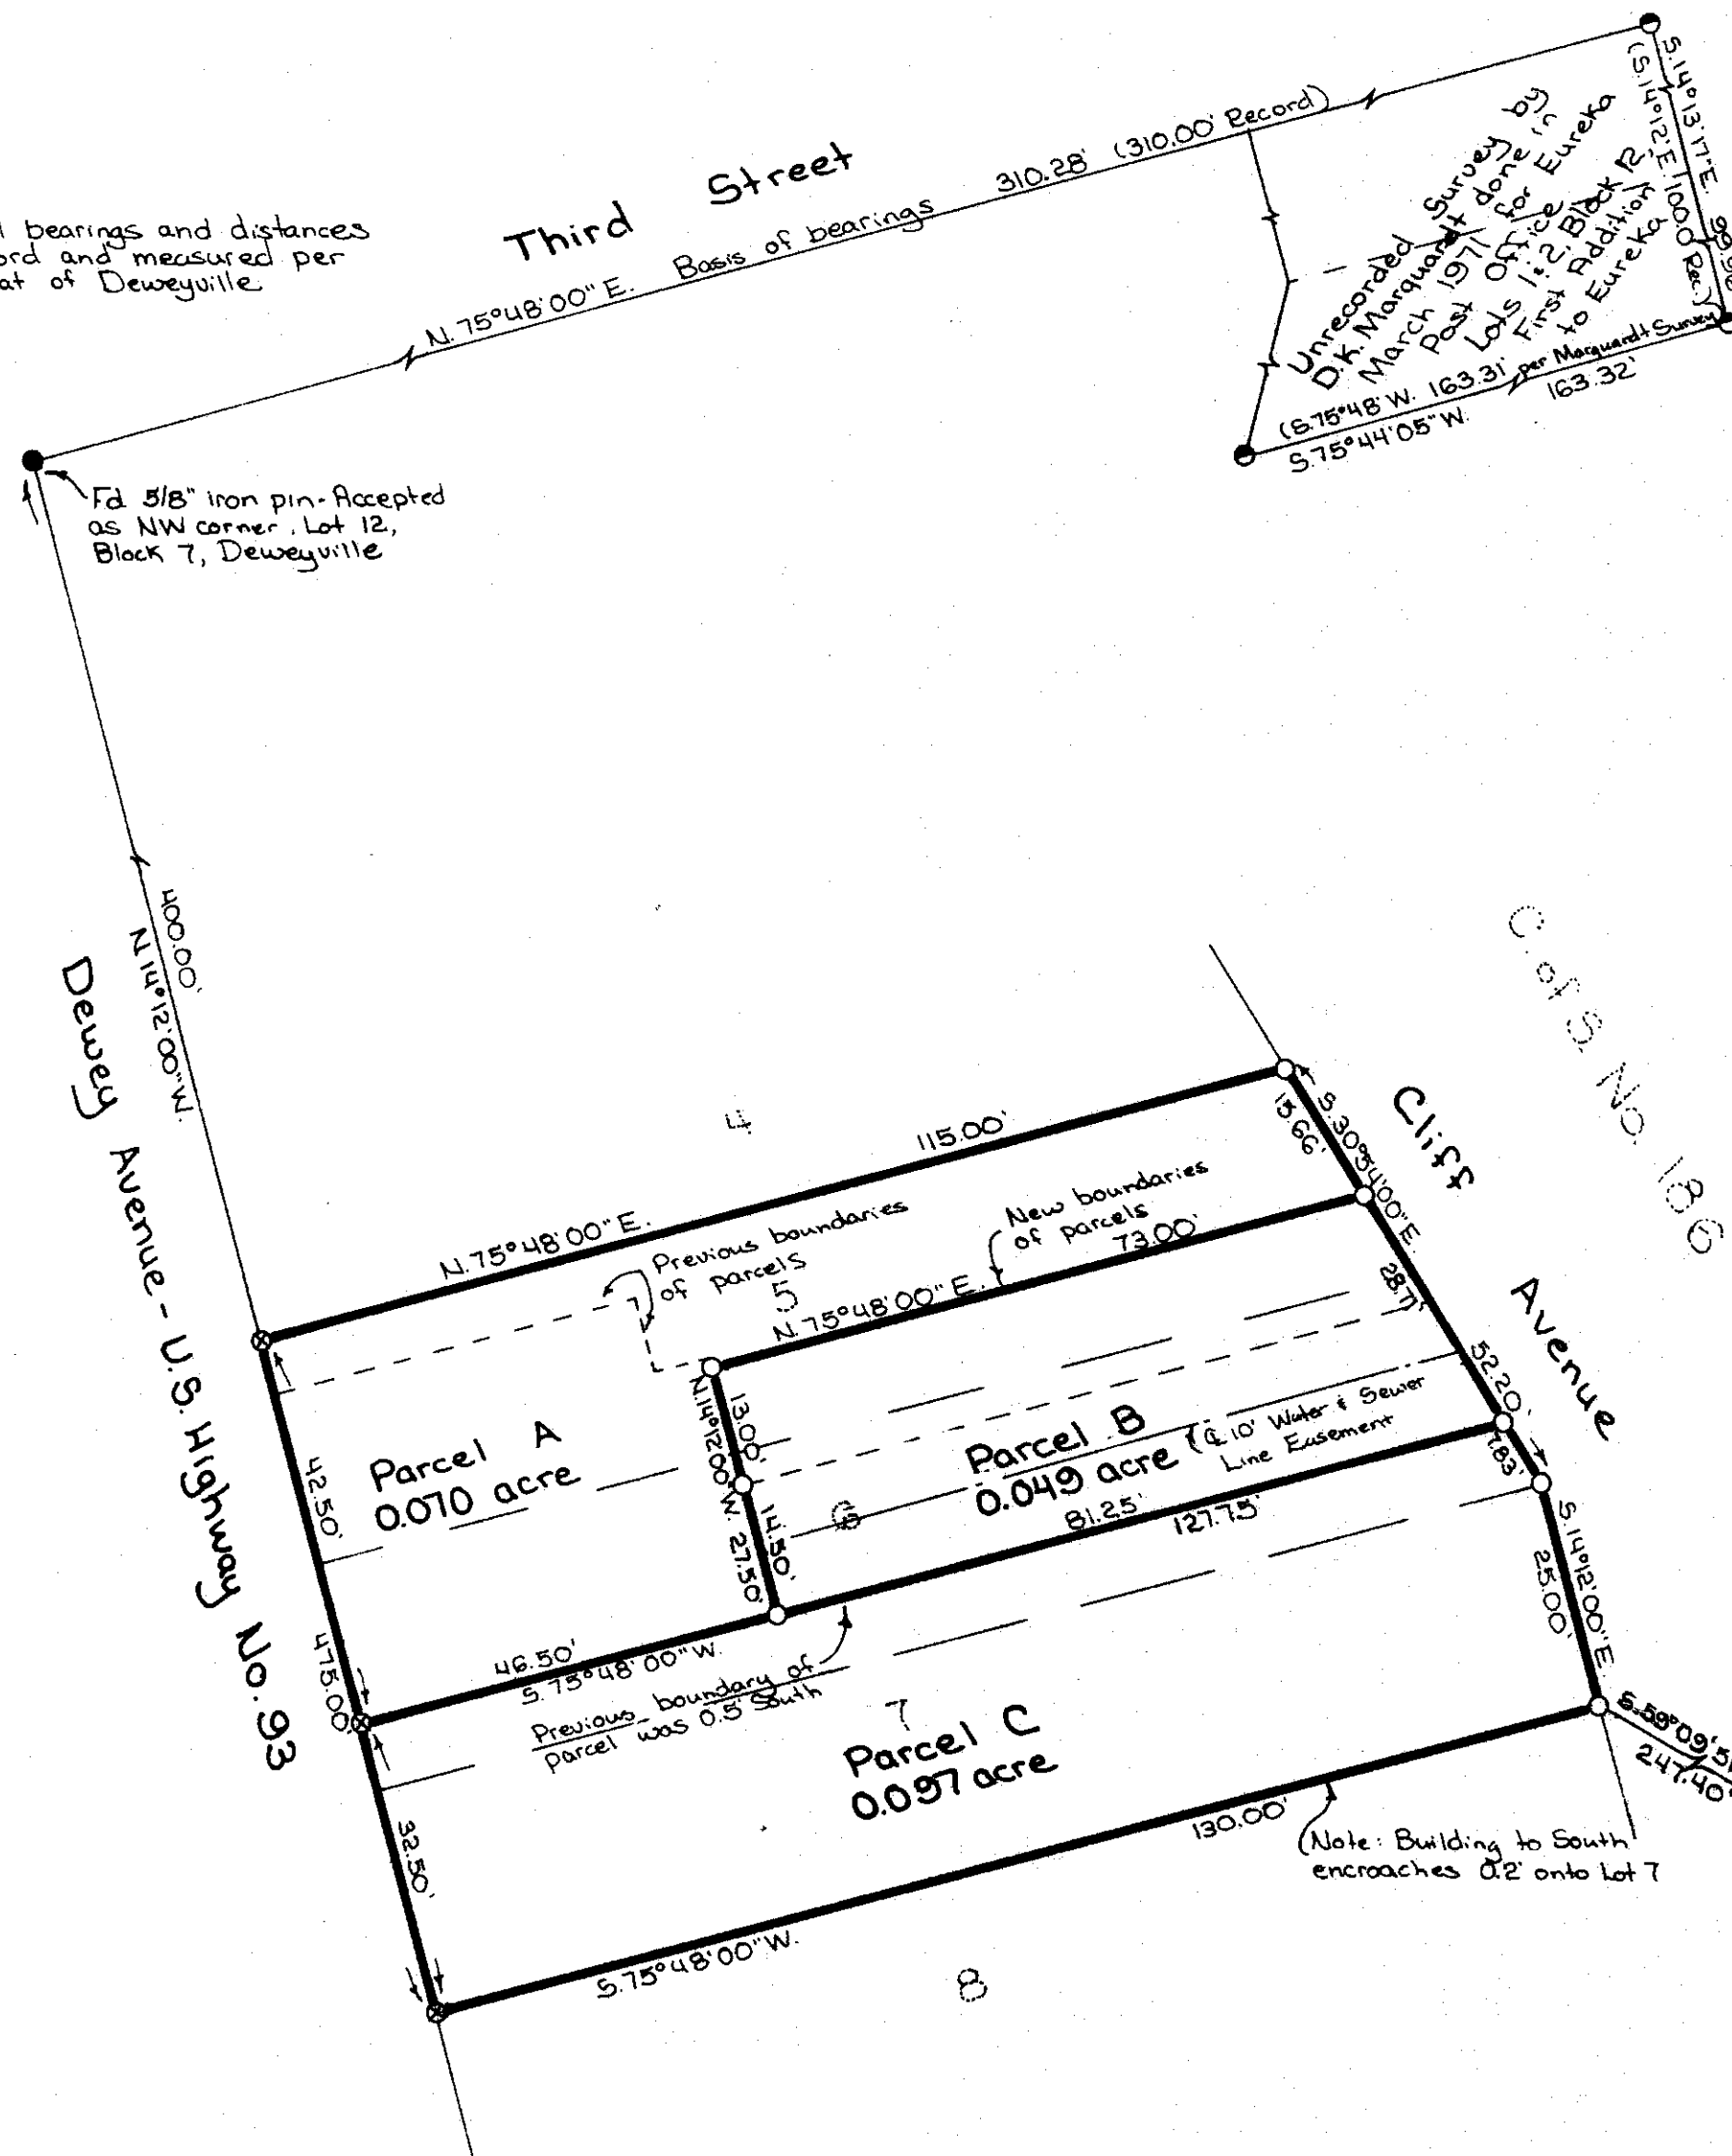 bearings and distances
and measured per
of Deweyville
Third Street
N.75°48'00"E. Basis of bearings 310.28' (310.00' Record)
S.14°13'17"E.
(S.14°12'E. 100.0 Rec.)
Unrecorded Survey by
D.K. Marquardt done in
March 1971 for Eureka
Post Office
Lots 1 & 2, Block 12,
First Addition
to Eureka
(S.75°48'W. 163.31' per Marquardt Survey)
S.75°44'05"W. 163.32'
Fd 5/8" iron pin-Accepted
as NW corner, Lot 12,
Block 7, Deweyville
400.00'
N.14°12'00"W.
Dewey Avenue - U.S. Highway No. 93
C. of S. No. 186
Cliff Avenue
4
115.00'
N.75°48'00"E.
15.66'
S.30°54'00"E.
Previous boundaries
of parcels
5
New boundaries
of parcels
73.00'
N.75°48'00"E.
28.71'
52.20'
7.83'
N.14°12'00"W. 27.50'
13.00'
14.50'
Parcel A
0.070 acre
42.50'
Parcel B
0.049 acre
℄ 10' Water & Sewer
Line Easement
6
81.25'
127.75'
S.14°12'00"E.
25.00'
46.50'
S.75°48'00"W.
475.00'
Previous boundary of
parcel was 0.5' South
7
Parcel C
0.097 acre
S.59°09'
247.40'
32.50'
130.00'
(Note: Building to South
encroaches 0.2' onto Lot 7
S.75°48'00"W.
8